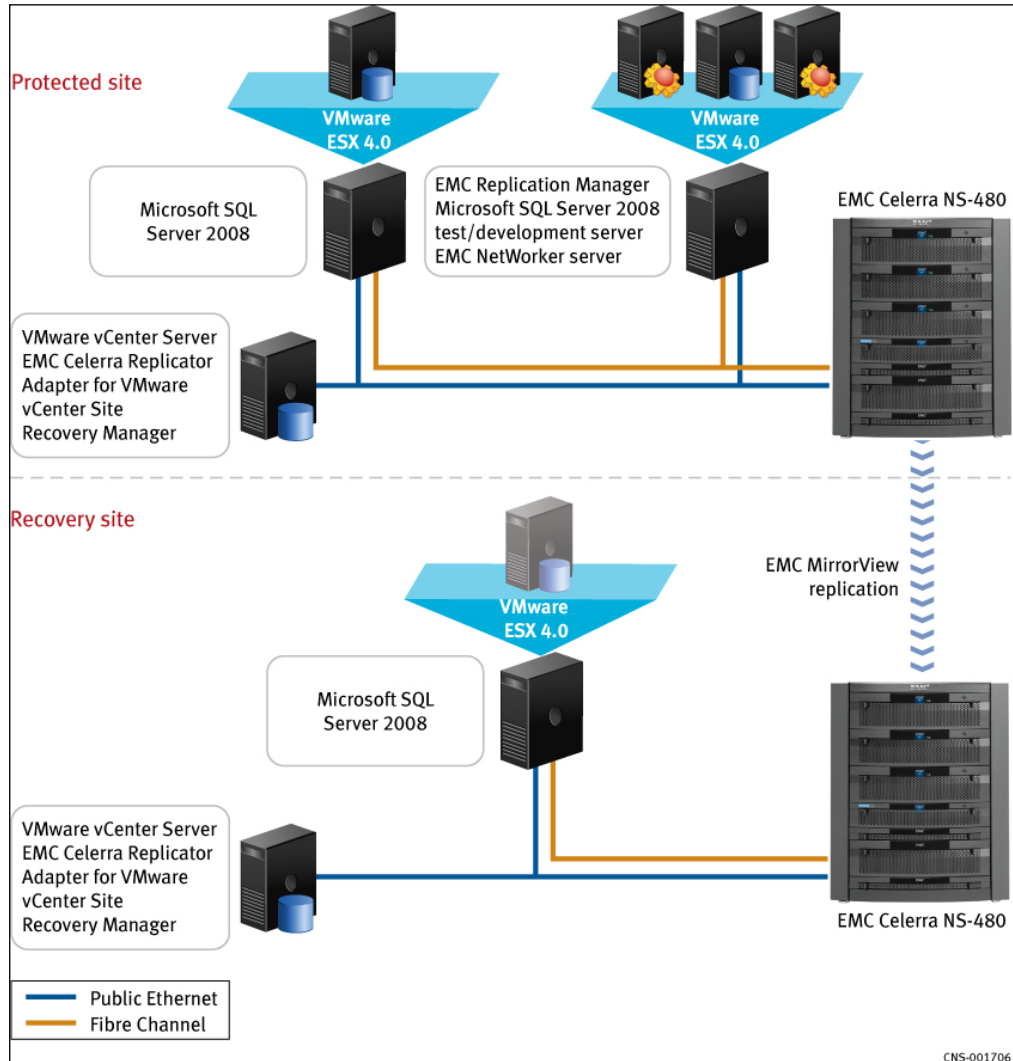 Protected site
VMware
ESX 4.0
VMware
ESX 4.0
Microsoft SQL
Server 2008
EMC Replication Manager
Microsoft SQL Server 2008
test/development server
EMC NetWorker server
EMC Celerra NS-480
VMware vCenter Server
EMC Celerra Replicator
Adapter for VMware
vCenter Site
Recovery Manager
Recovery site
VMware
ESX 4.0
EMC MirrorView
replication
Microsoft SQL
Server 2008
VMware vCenter Server
EMC Celerra Replicator
Adapter for VMware
vCenter Site
Recovery Manager
EMC Celerra NS-480
Public Ethernet
Fibre Channel
CNS-001706